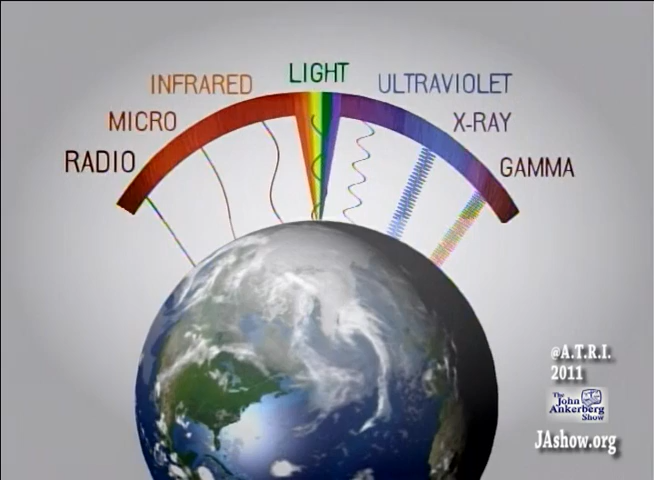 RADIO
MICRO
INFRARED
LIGHT
ULTRAVIOLET
X-RAY
GAMMA
@A.T.R.I.
2011
The
John
Ankerberg
Show
JAshow.org